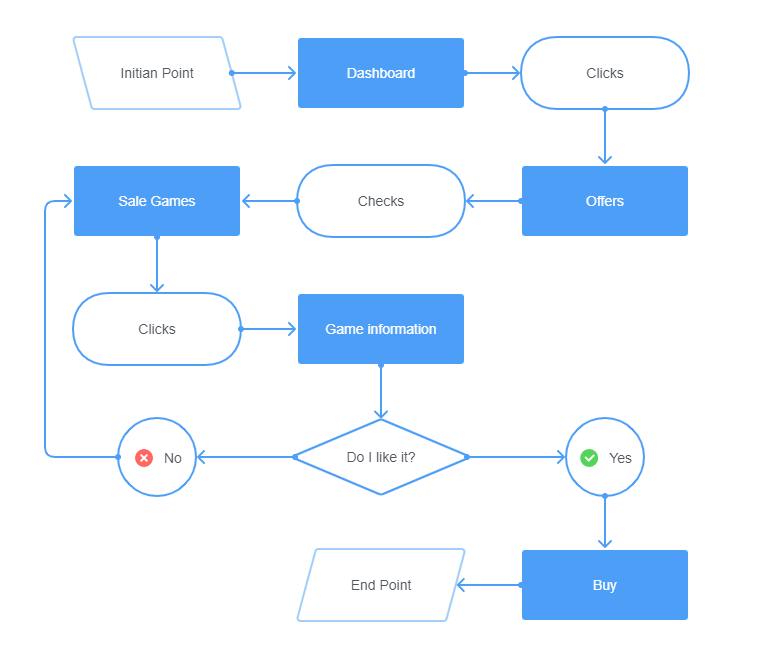 Initian Point
Dashboard
Clicks
Sale Games
Checks
Offers
Clicks
Game information
No
Do I like it?
Yes
End Point
Buy